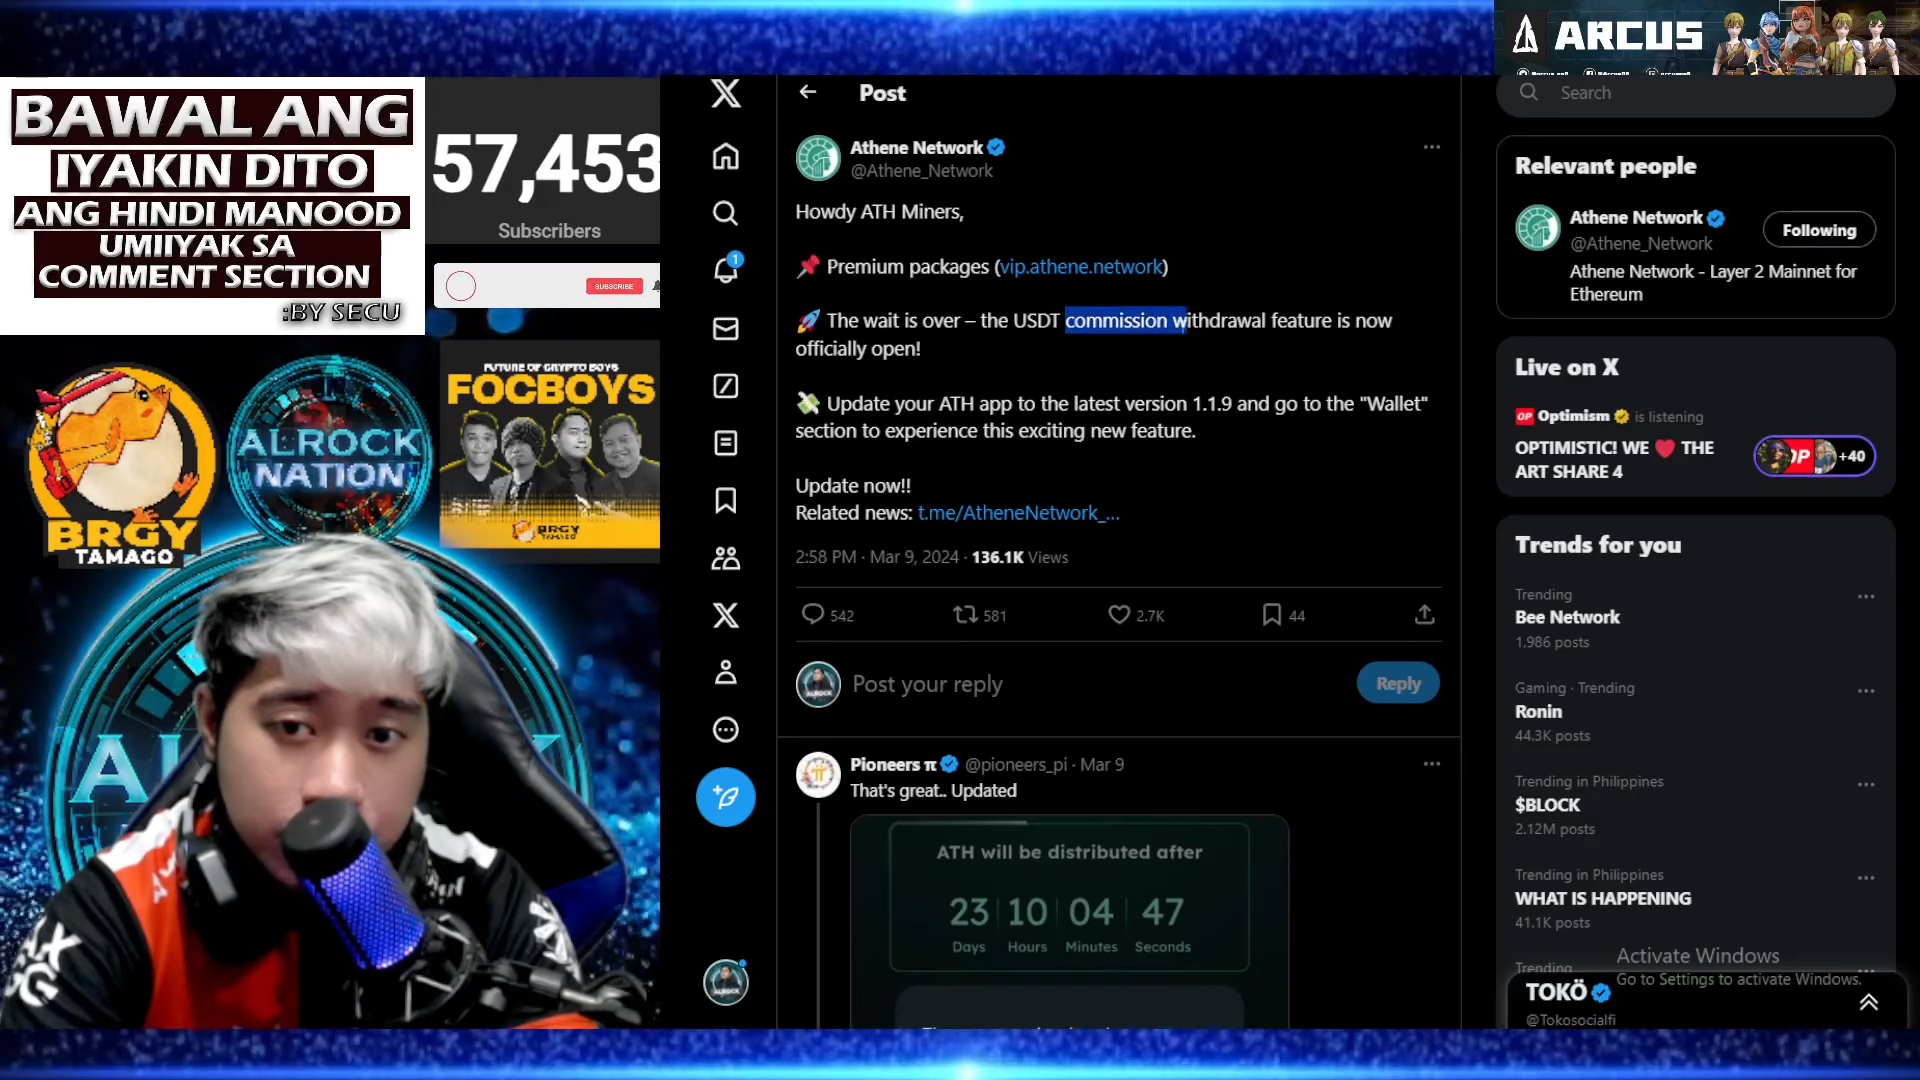 ARCUS
BAWAL ANG
IYAKIN DITO
ANG HINDI MANOOD
UMIIYAK SA
COMMENT SECTION
:BY SECU
57,453
Subscribers
SUBSCRIBE
BRGY
TAMAGO
ALROCK
NATION
FUTURE OF CRYPTO BOYS
FOCBOYS
BRGY
TAMAGO
1
Post
Athene Network
@Athene_Network
Howdy ATH Miners,
📌 Premium packages (vip.athene.network)
🚀 The wait is over – the USDT commission withdrawal feature is now
officially open!
💸 Update your ATH app to the latest version 1.1.9 and go to the "Wallet"
section to experience this exciting new feature.
Update now!!
Related news: t.me/AtheneNetwork_...
2:58 PM · Mar 9, 2024 · 136.1K Views
542 581 2.7K 44
Post your reply
Reply
Pioneers π @pioneers_pi · Mar 9
That's great.. Updated
ATH will be distributed after
23 10 04 47
Days Hours Minutes Seconds
Search
Relevant people
Athene Network
@Athene_Network
Following
Athene Network - Layer 2 Mainnet for
Ethereum
Live on X
OP Optimism is listening
OPTIMISTIC! WE ❤️ THE
ART SHARE 4
OP +40
Trends for you
Trending
Bee Network
1,986 posts
Gaming · Trending
Ronin
44.3K posts
Trending in Philippines
$BLOCK
2.12M posts
Trending in Philippines
WHAT IS HAPPENING
41.1K posts
Trending
Activate Windows
Go to Settings to activate Windows.
TOKÖ
@Tokosocialfi